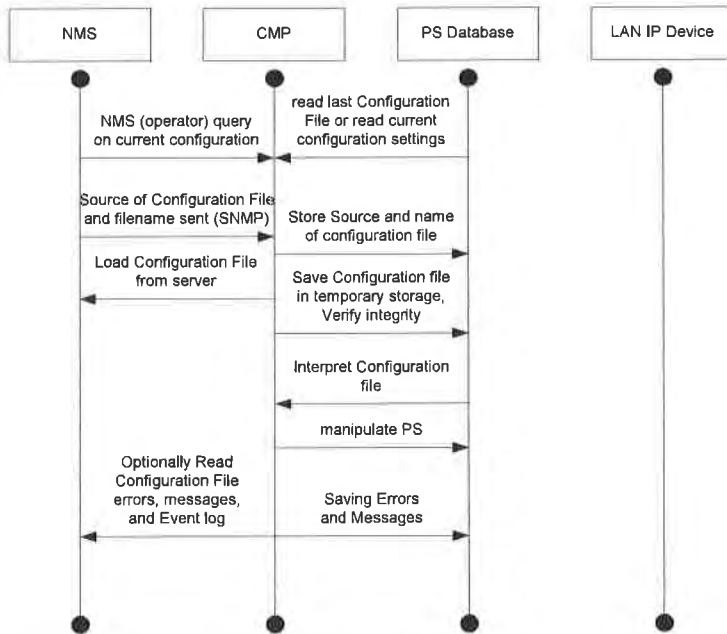 NMS
CMP
PS Database
LAN IP Device
NMS (operator) query
on current configuration
read last Configuration
File or read current
configuration settings
Source of Configuration File
and filename sent (SNMP)
Store Source and name
of configuration file
Load Configuration File
from server
Save Configuration file
in temporary storage,
Verify integrity
Interpret Configuration
file
manipulate PS
Optionally Read
Configuration File
errors, messages,
and Event log
Saving Errors
and Messages